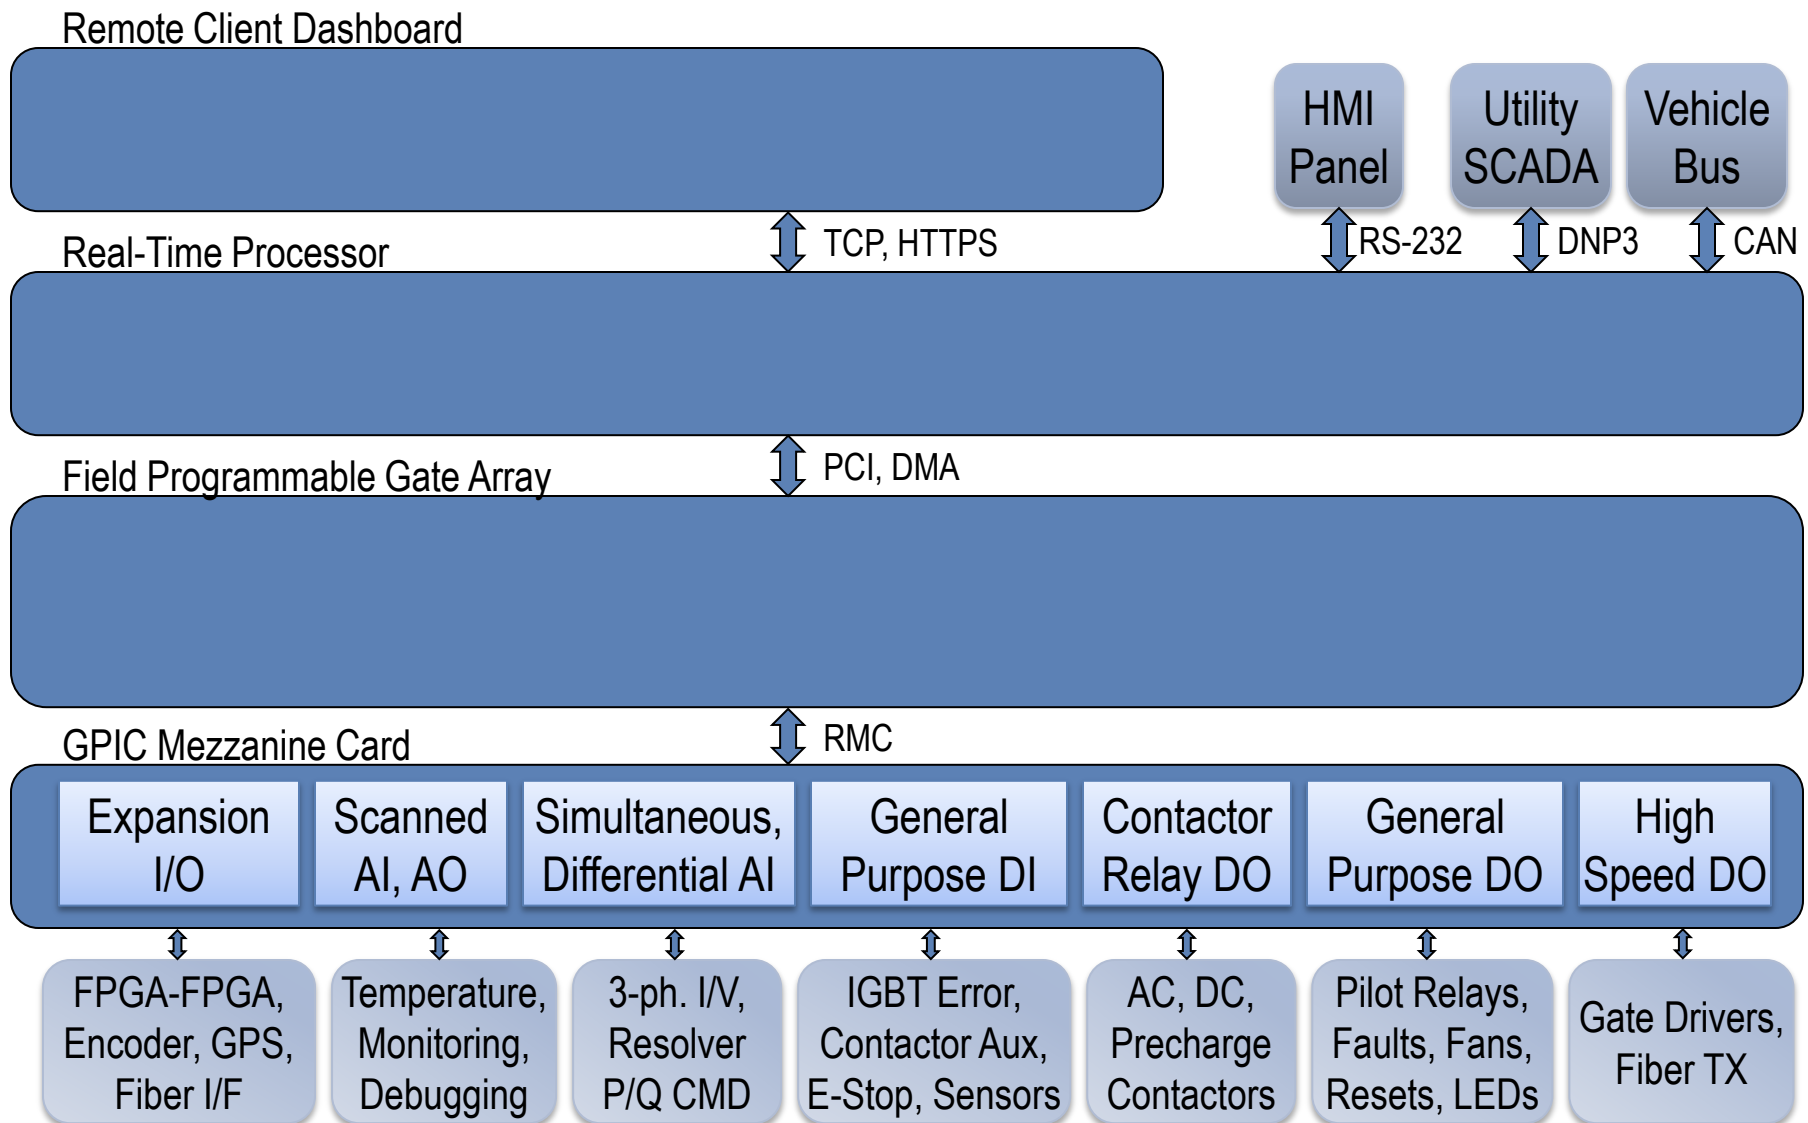 Remote Client Dashboard
HMI
Panel
Utility
SCADA
Vehicle
Bus
TCP, HTTPS
RS-232
DNP3
CAN
Real-Time Processor
PCI, DMA
Field Programmable Gate Array
RMC
GPIC Mezzanine Card
Expansion
I/O
Scanned
AI, AO
Simultaneous,
Differential AI
General
Purpose DI
Contactor
Relay DO
General
Purpose DO
High
Speed DO
FPGA-FPGA,
Encoder, GPS,
Fiber I/F
Temperature,
Monitoring,
Debugging
3-ph. I/V,
Resolver
P/Q CMD
IGBT Error,
Contactor Aux,
E-Stop, Sensors
AC, DC,
Precharge
Contactors
Pilot Relays,
Faults, Fans,
Resets, LEDs
Gate Drivers,
Fiber TX